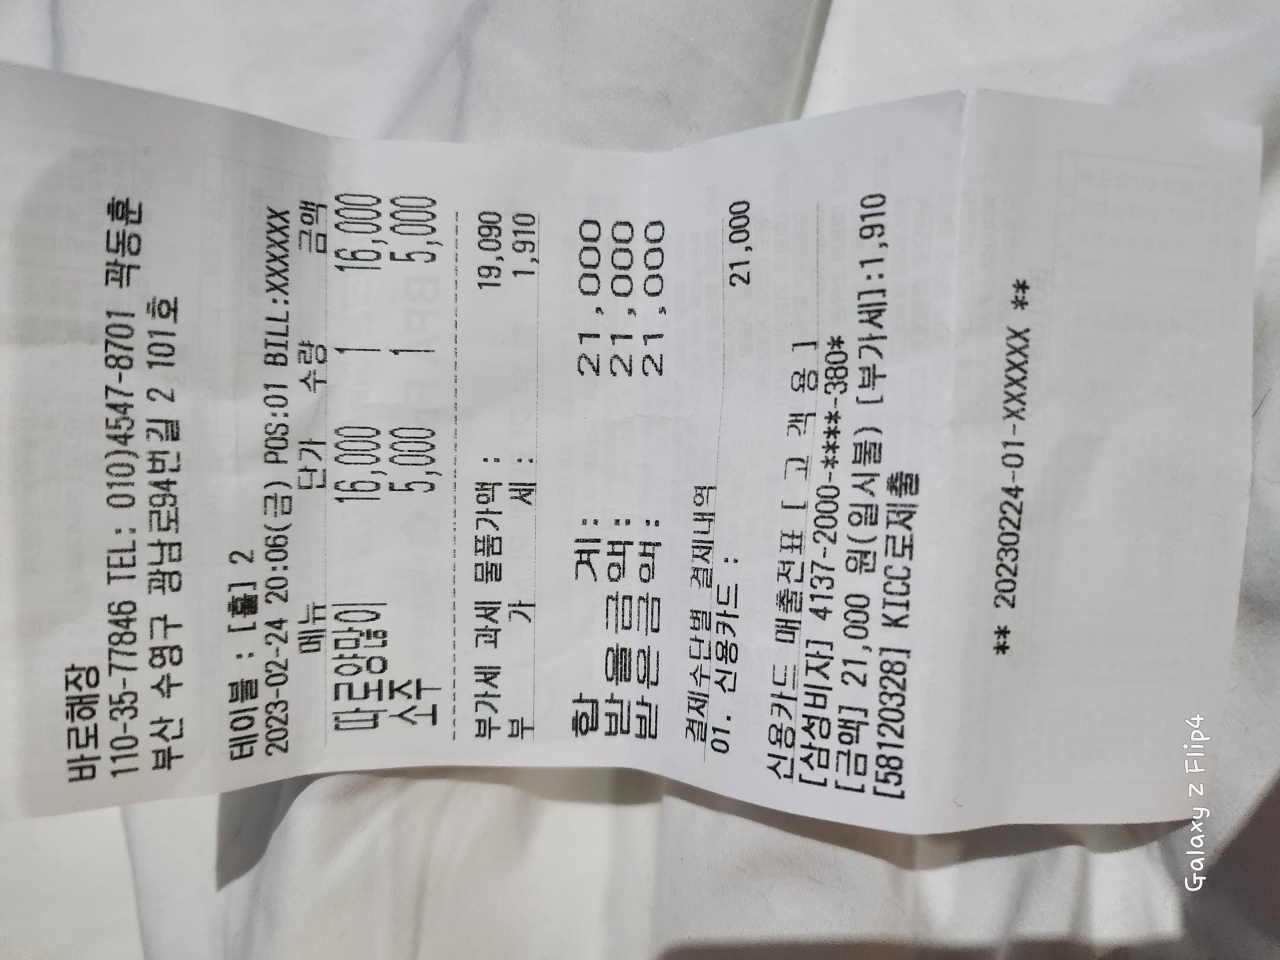 바로해장
110-35-77846 TEL: 010)4547-8701 곽동훈
부산 수영구 광남로94번길 2 101호
테이블 : [홀] 2
2023-02-24 20:06(금) POS:01 BILL:XXXXXX
메뉴 단가 수량 금액
따로양많이 16,000 1 16,000
소주 5,000 1 5,000
부가세 과세 물품가액 : 19,090
부 가 세 : 1,910
합 계: 21,000
받을금액: 21,000
받은금액: 21,000
결제수단별 결제내역
01. 신용카드 : 21,000
신용카드 매출전표 [ 고 객 용 ]
[삼성비자] 4137-2000-****-380*
[금액] 21,000 원(일시불) [부가세]:1,910
[58120328] KICC로제출
** 20230224-01-XXXXXX **
Galaxy Z Flip4